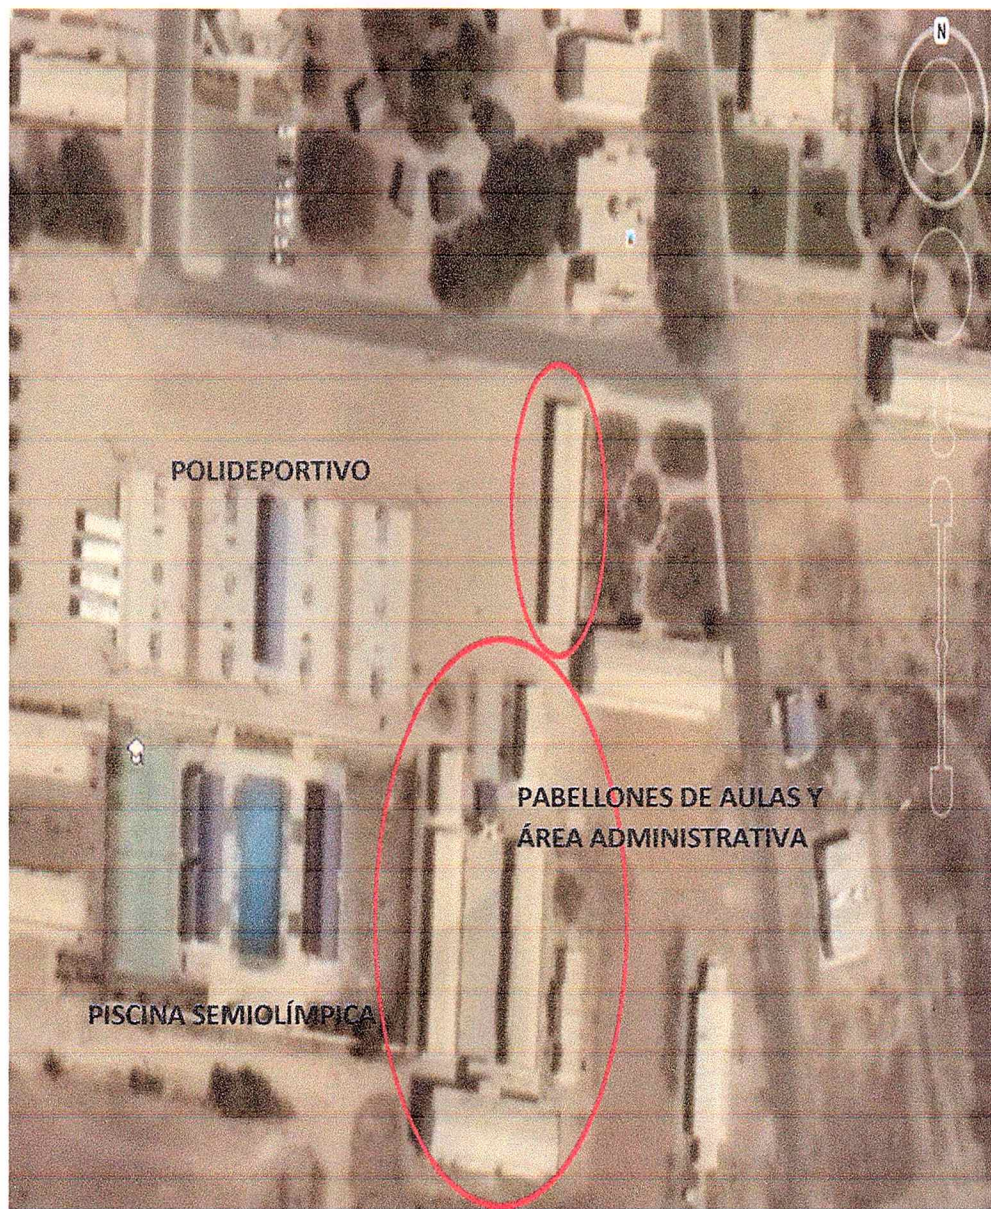 N
POLIDEPORTIVO
PABELLONES DE AULAS Y
ÁREA ADMINISTRATIVA
PISCINA SEMIOLÍMPICA